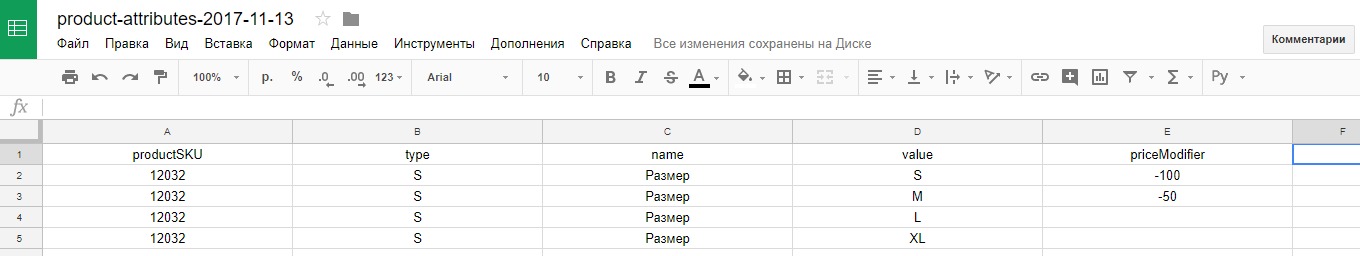 product-attributes-2017-11-13
Файл Правка Вид Вставка Формат Данные Инструменты Дополнения Справка Все изменения сохранены на Диске
Комментарии
100% р. % .0 .00 123 Arial 10 B I S A Σ Ру
fx
A B C D E F
1 productSKU type name value priceModifier
2 12032 S Размер S -100
3 12032 S Размер M -50
4 12032 S Размер L
5 12032 S Размер XL